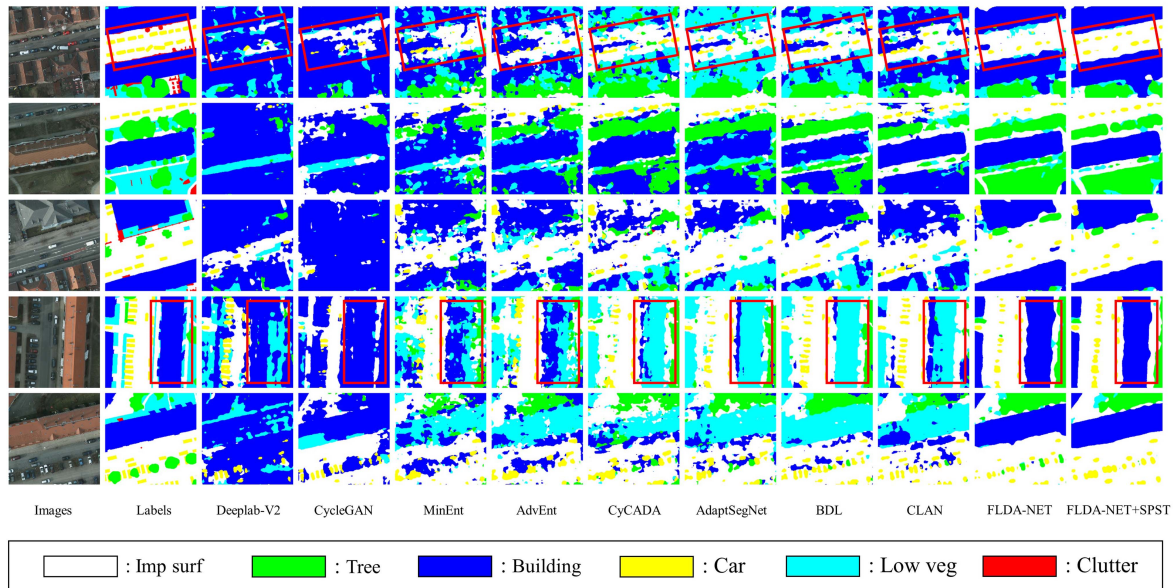 Images Labels Deeplab-V2 CycleGAN MinEnt AdvEnt CyCADA AdaptSegNet BDL CLAN FLDA-NET FLDA-NET+SPST
: Imp surf : Tree : Building : Car : Low veg : Clutter